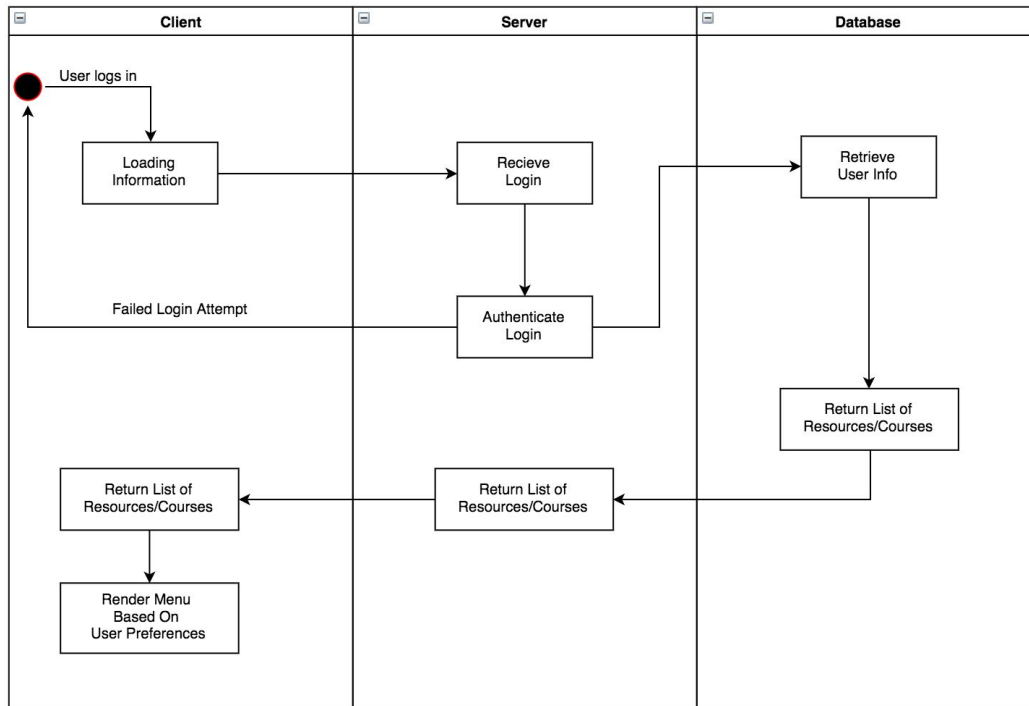 Client
Server
Database
User logs in
Loading
Information
Recieve
Login
Retrieve
User Info
Failed Login Attempt
Authenticate
Login
Return List of
Resources/Courses
Return List of
Resources/Courses
Return List of
Resources/Courses
Render Menu
Based On
User Preferences